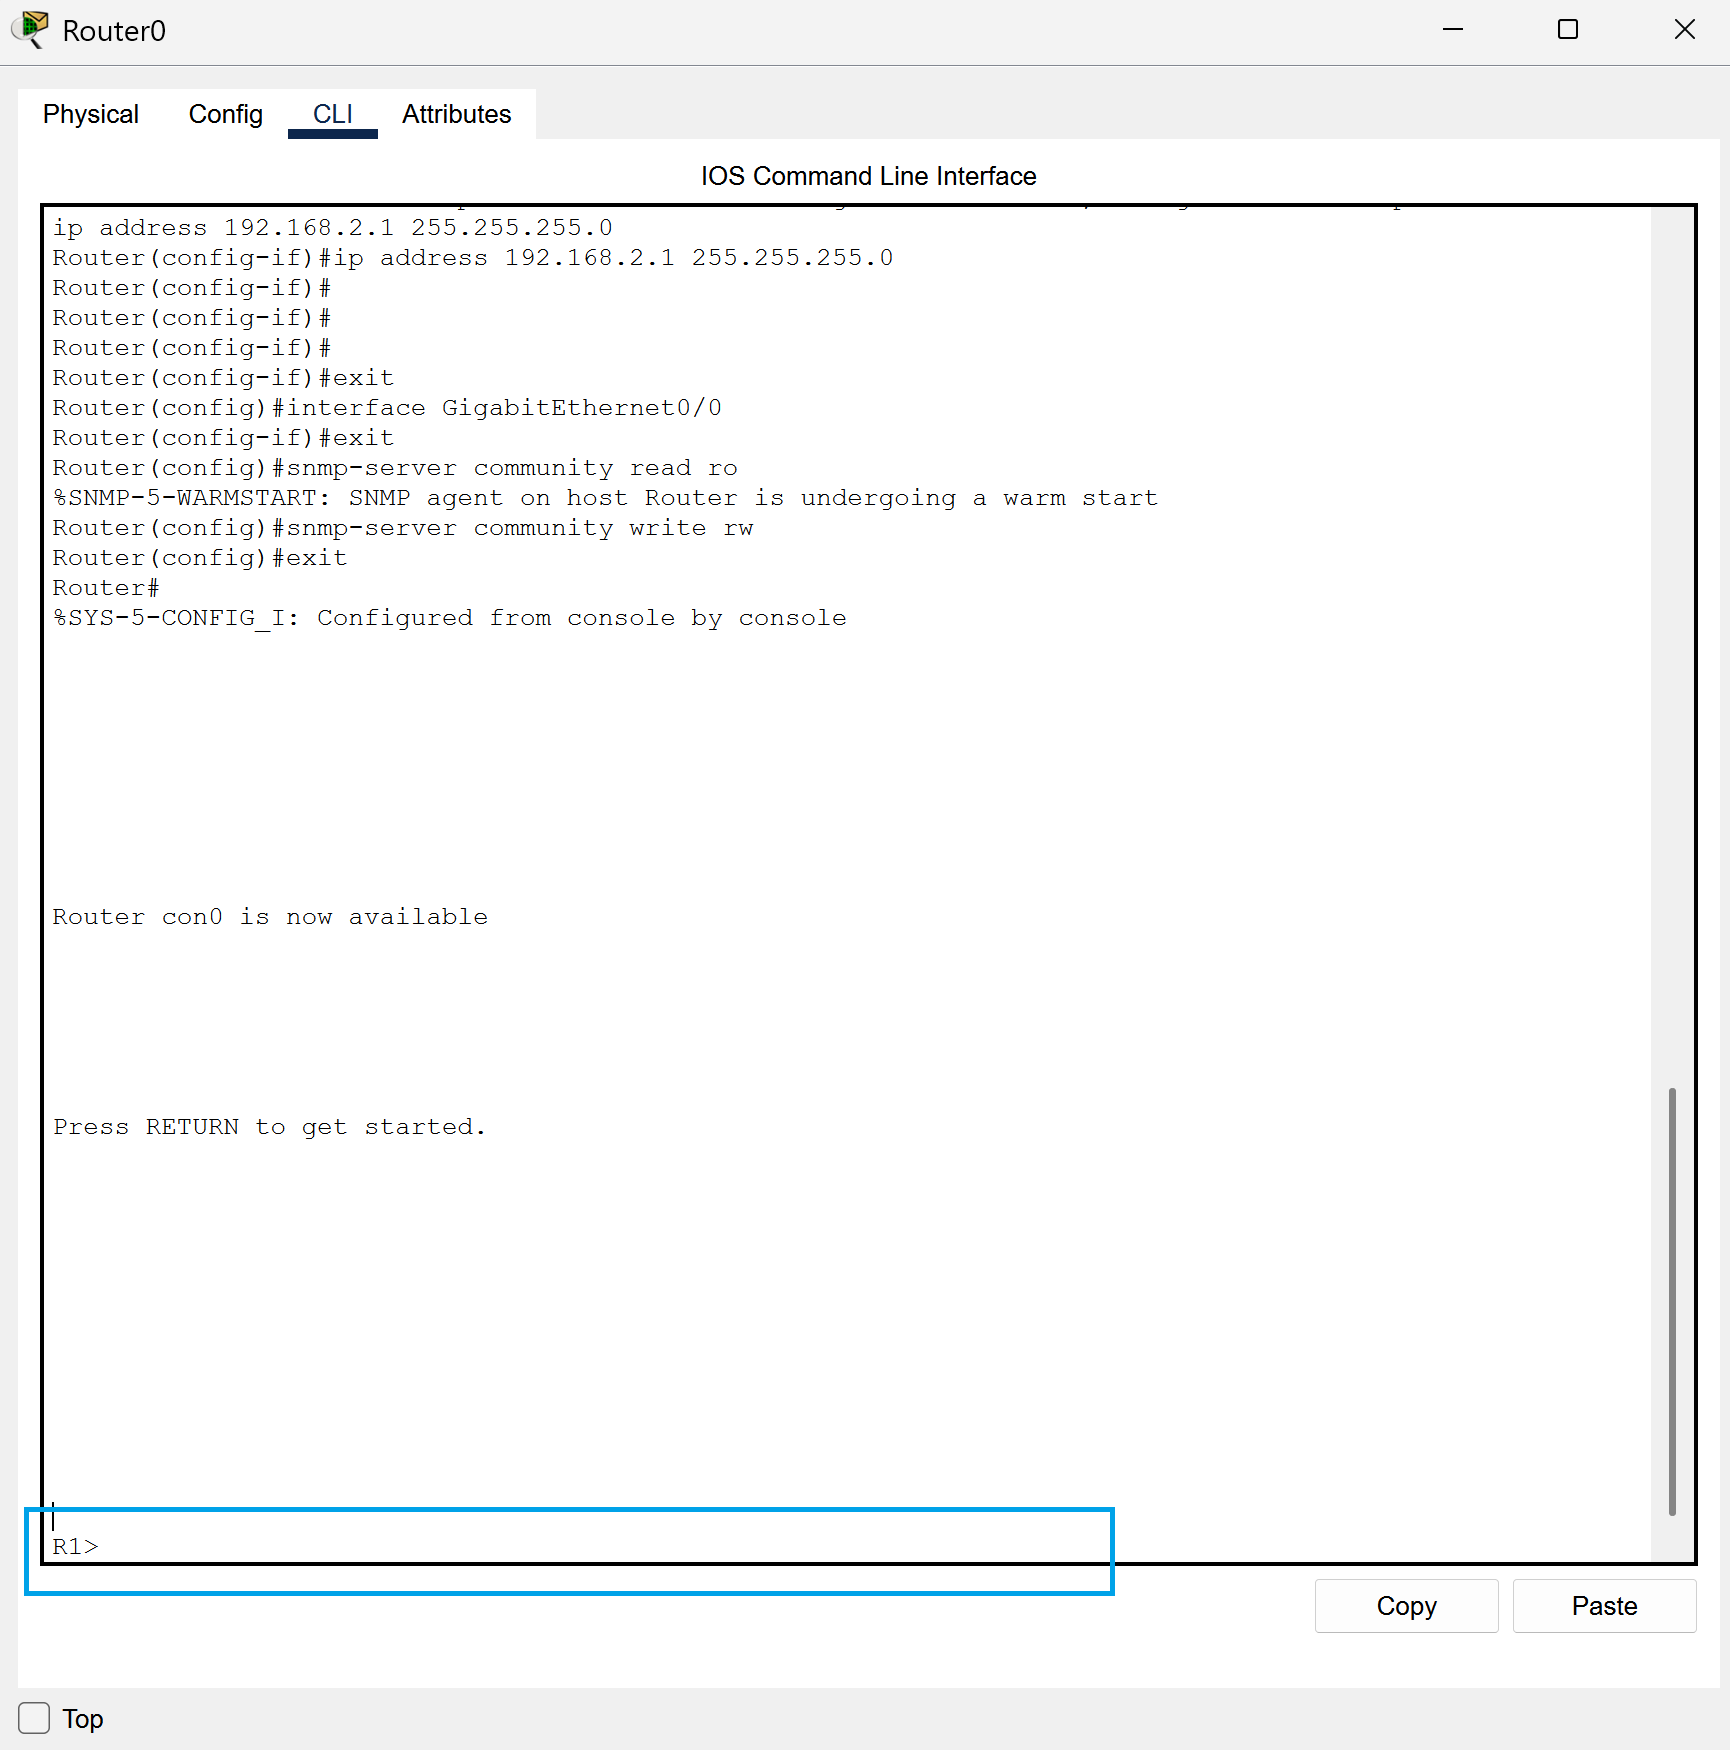 Router0
Physical Config CLI Attributes
IOS Command Line Interface
ip address 192.168.2.1 255.255.255.0
Router(config-if)#ip address 192.168.2.1 255.255.255.0
Router(config-if)#
Router(config-if)#
Router(config-if)#
Router(config-if)#exit
Router(config)#interface GigabitEthernet0/0
Router(config-if)#exit
Router(config)#snmp-server community read ro
%SNMP-5-WARMSTART: SNMP agent on host Router is undergoing a warm start
Router(config)#snmp-server community write rw
Router(config)#exit
Router#
%SYS-5-CONFIG_I: Configured from console by console
Router con0 is now available
Press RETURN to get started.
R1>
Copy Paste
Top